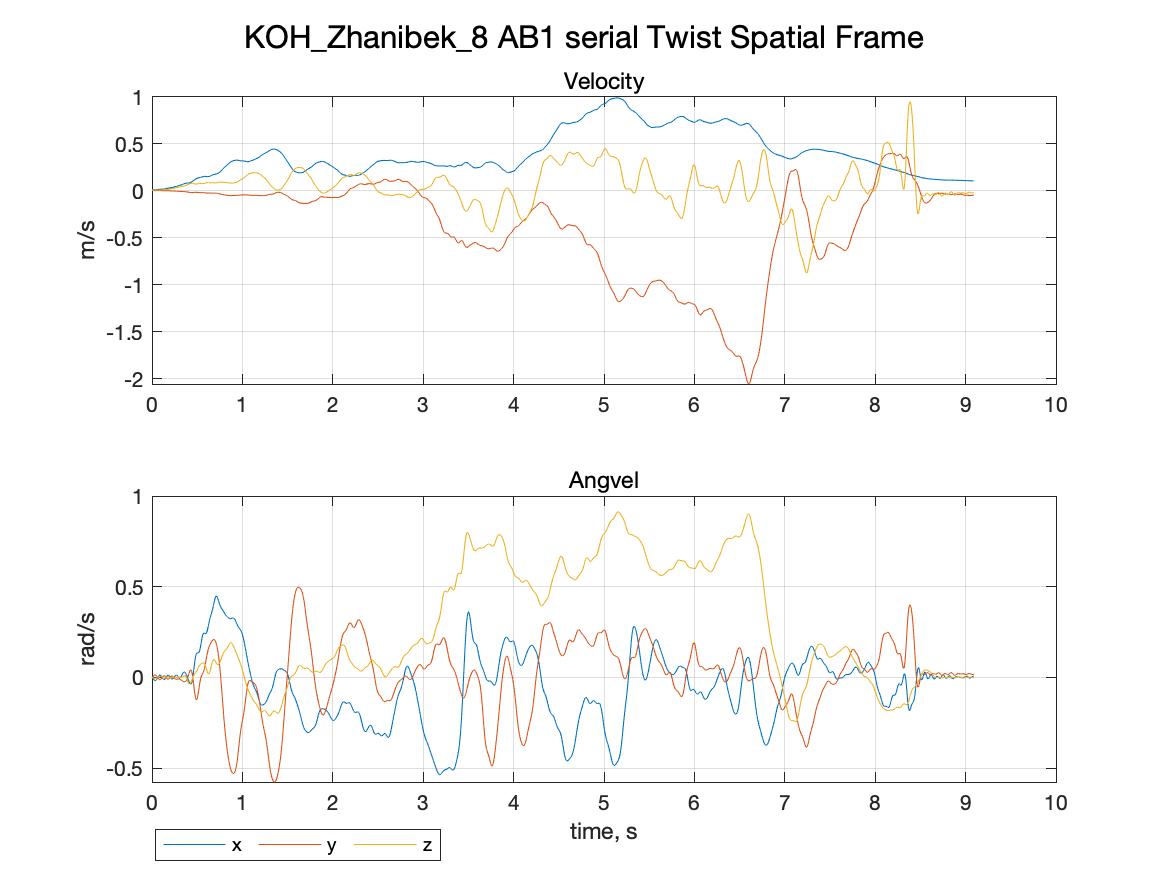 KOH_Zhanibek_8 AB1 serial Twist Spatial Frame
Velocity
1
0.5
0
-0.5
-1
-1.5
-2
m/s
0 1 2 3 4 5 6 7 8 9 10
Angvel
1
0.5
0
-0.5
rad/s
0 1 2 3 4 5 6 7 8 9 10
time, s
x y z